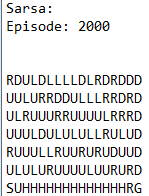 Sarsa:
Episode: 2000
RDULDLLLLDLRDRDDD
UULURRDDULLLRRDRD
ULRUUURRUUUULRRRD
UUULDULULULLRULUD
RUUULLRUURURUDUUD
ULULURUUUULUURURD
SUHHHHHHHHHHHHHRG